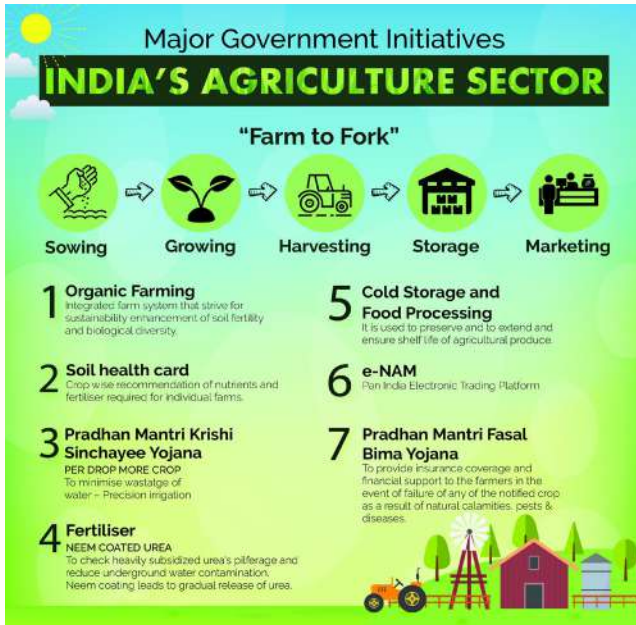 Major Government Initiatives
INDIA'S AGRICULTURE SECTOR
“Farm to Fork”
Sowing
Growing
Harvesting
Storage
Marketing
1 Organic Farming
Integrated farm system that strive for
sustainability enhancement of soil fertility
and biological diversity.
2 Soil health card
Crop wise recommendation of nutrients and
fertiliser required for individual farms.
3 Pradhan Mantri Krishi
Sinchayee Yojana
PER DROP MORE CROP
To minimise wastatge of
water – Precision irrigation
4 Fertiliser
NEEM COATED UREA
To check heavily subsidized urea's pilferage and
reduce underground water contamination.
Neem coating leads to gradual release of urea.
5 Cold Storage and
Food Processing
It is used to preserve and to extend and
ensure shelf life of agricultural produce.
6 e-NAM
Pan India Electronic Trading Platform
7 Pradhan Mantri Fasal
Bima Yojana
To provide insurance coverage and
financial support to the farmers in the
event of failure of any of the notified crop
as a result of natural calamities, pests &
diseases.